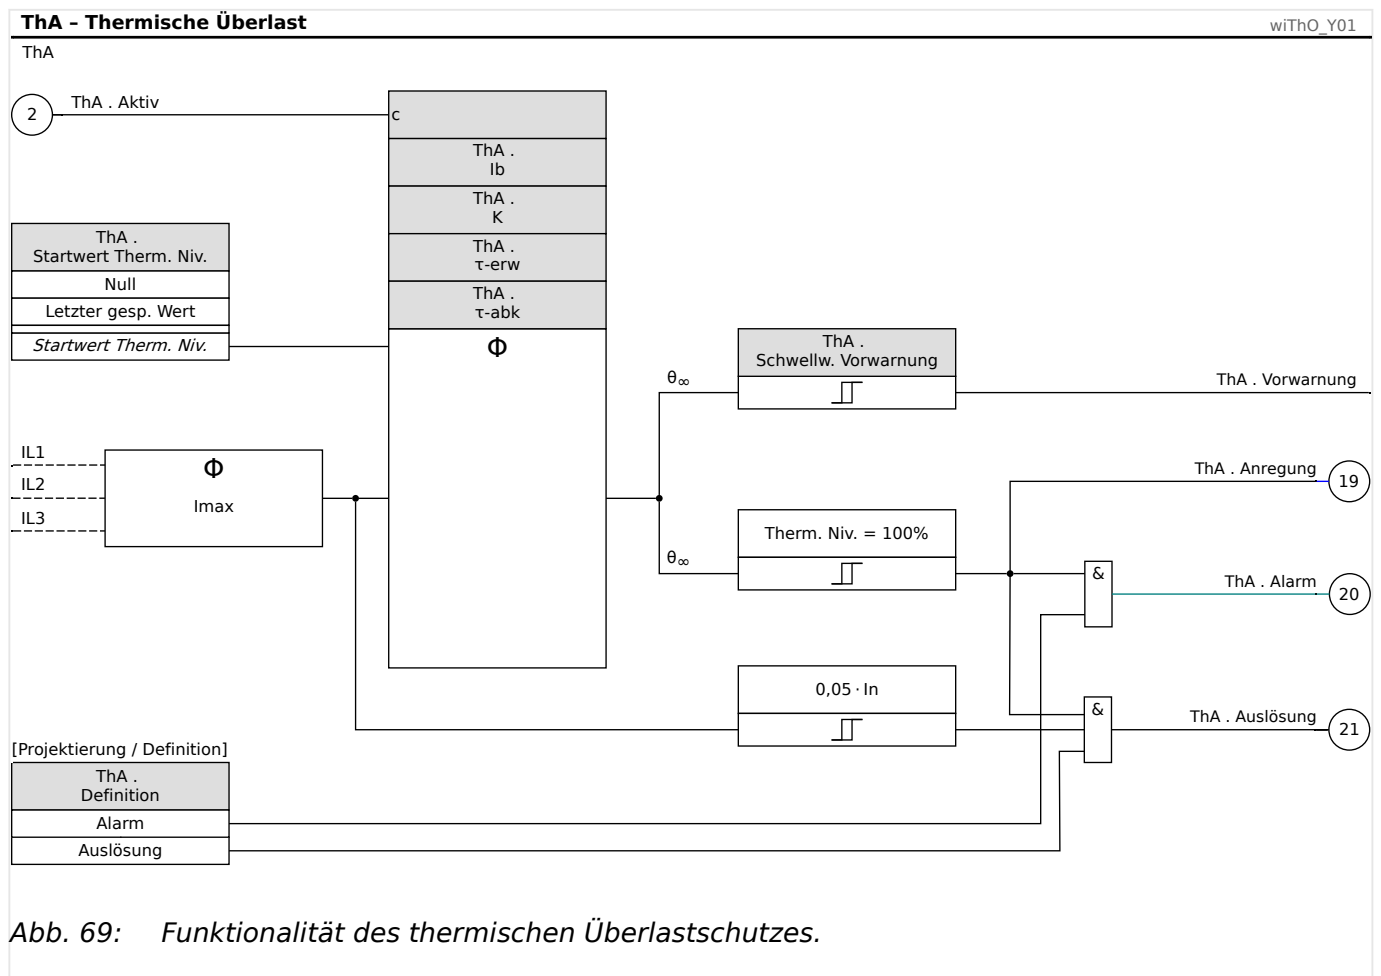 ThA – Thermische Überlast
wiThO_Y01
ThA
2
ThA . Aktiv
c
ThA .
Ib
ThA .
K
ThA .
τ-erw
ThA .
τ-abk
Φ
ThA .
Startwert Therm. Niv.
Null
Letzter gesp. Wert
Startwert Therm. Niv.
IL1
IL2
IL3
Φ
Imax
θ∞
ThA .
Schwellw. Vorwarnung
ThA . Vorwarnung
θ∞
Therm. Niv. = 100%
ThA . Anregung
19
&
ThA . Alarm
20
0,05 · In
&
ThA . Auslösung
21
[Projektierung / Definition]
ThA .
Definition
Alarm
Auslösung
Abb. 69: Funktionalität des thermischen Überlastschutzes.